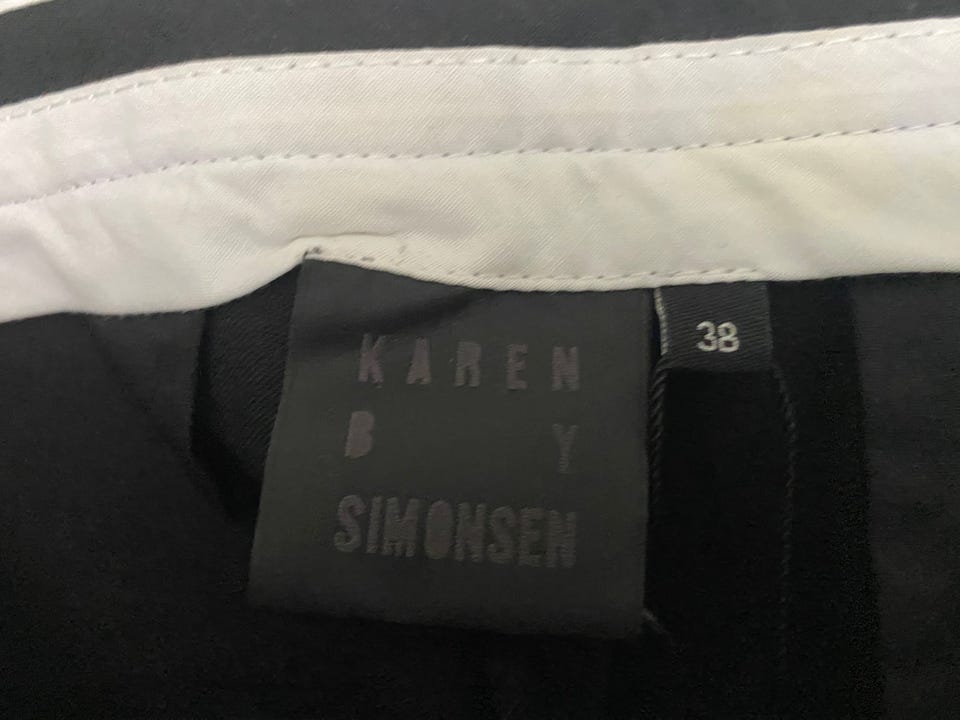 KAREN
B Y
SIMONSEN
38